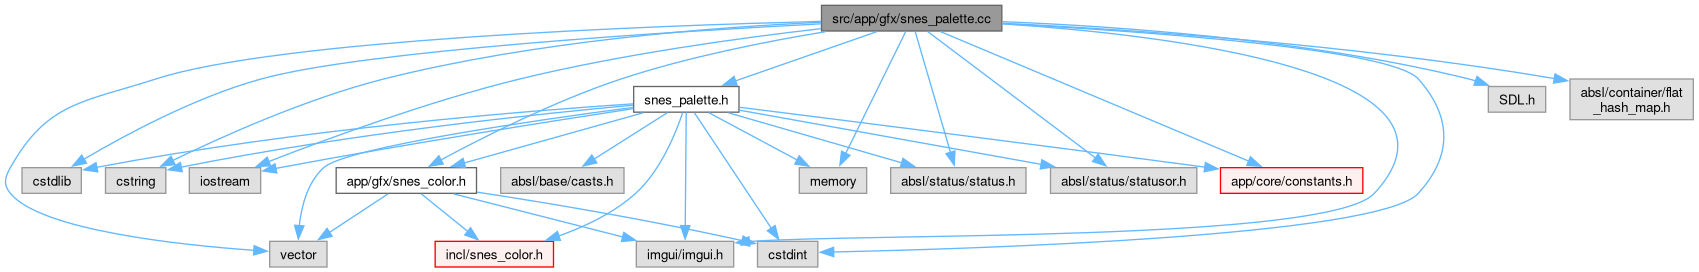 src/app/gfx/snes_palette.cc
snes_palette.h
SDL.h
absl/container/flat
_hash_map.h
cstdlib
cstring
iostream
app/gfx/snes_color.h
absl/base/casts.h
memory
absl/status/status.h
absl/status/statusor.h
app/core/constants.h
vector
incl/snes_color.h
imgui/imgui.h
cstdint